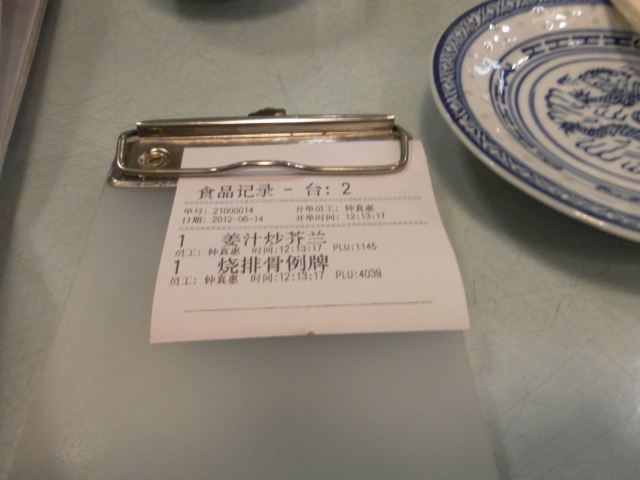 食品记录 - 台: 2
单号: 21000014 开单员工: 钟真惠
日期: 2012-06-14 开单时间: 12:13:17
1 姜汁炒芥兰
员工: 钟真惠 时间:12:13:17 PLU:1145
1 烧排骨例牌
员工: 钟真惠 时间:12:13:17 PLU:4039